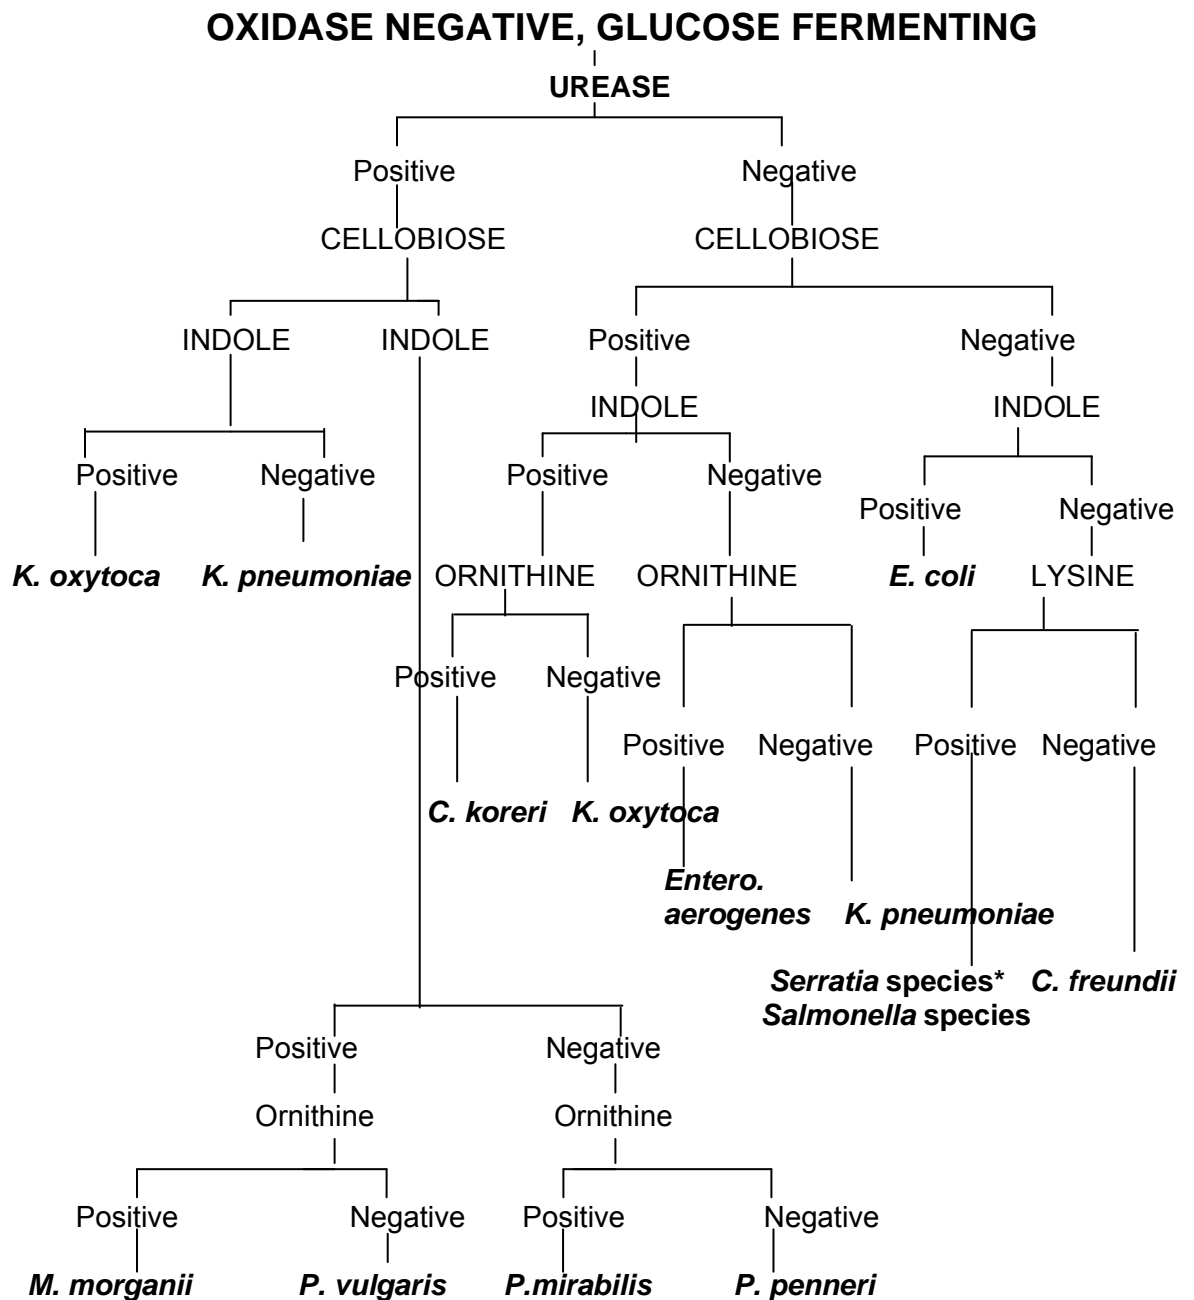 OXIDASE NEGATIVE, GLUCOSE FERMENTING
UREASE
Positive Negative
CELLOBIOSE CELLOBIOSE
INDOLE INDOLE Positive Negative
INDOLE INDOLE
Positive Negative Positive Negative
Positive Negative
K. oxytoca K. pneumoniae ORNITHINE ORNITHINE E. coli LYSINE
Positive Negative
Positive Negative Positive Negative
C. koreri K. oxytoca
Entero.
aerogenes K. pneumoniae
Serratia species* C. freundii
Salmonella species
Positive Negative
Ornithine Ornithine
Positive Negative Positive Negative
M. morganii P. vulgaris P.mirabilis P. penneri